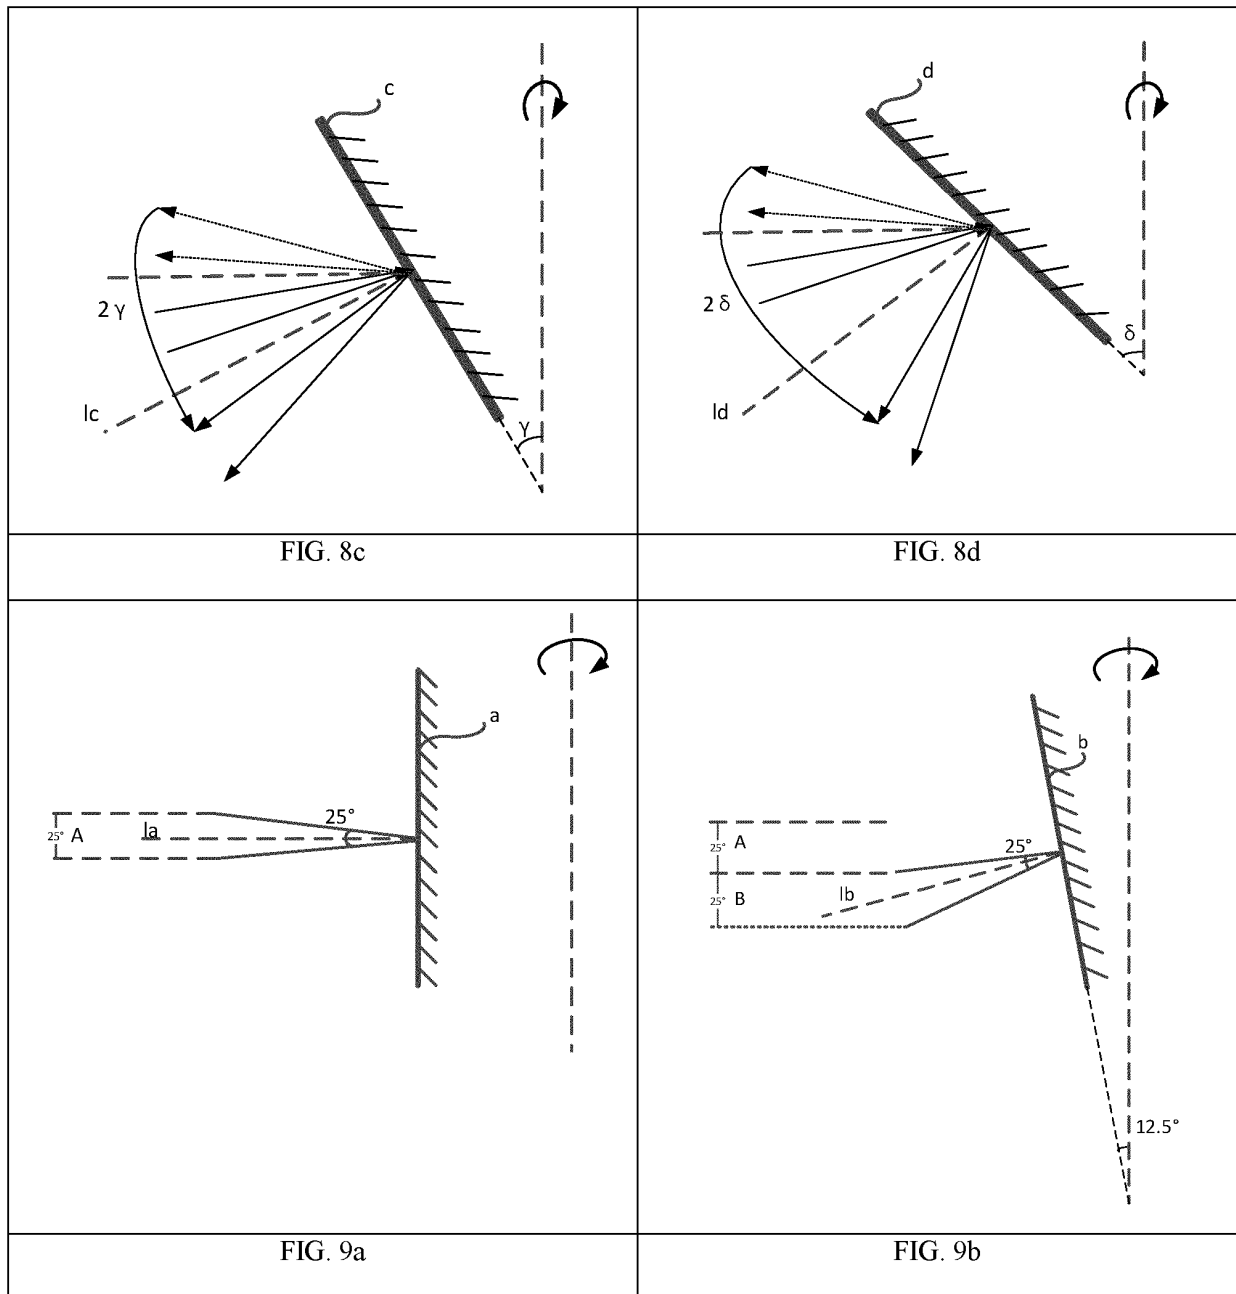 c
2 γ
lc
γ
FIG. 8c
d
2 δ
ld
δ
FIG. 8d
a
25°
25° A
la
FIG. 9a
b
25° A
25°
25° B
lb
12.5°
FIG. 9b